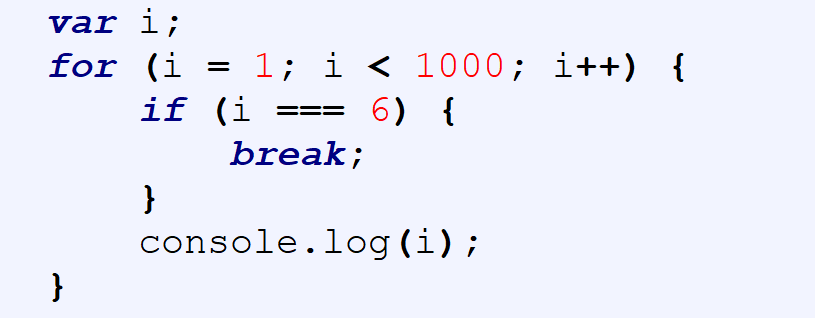 var i;
for (i = 1; i < 1000; i++) {
    if (i === 6) {
        break;
    }
    console.log(i);
}